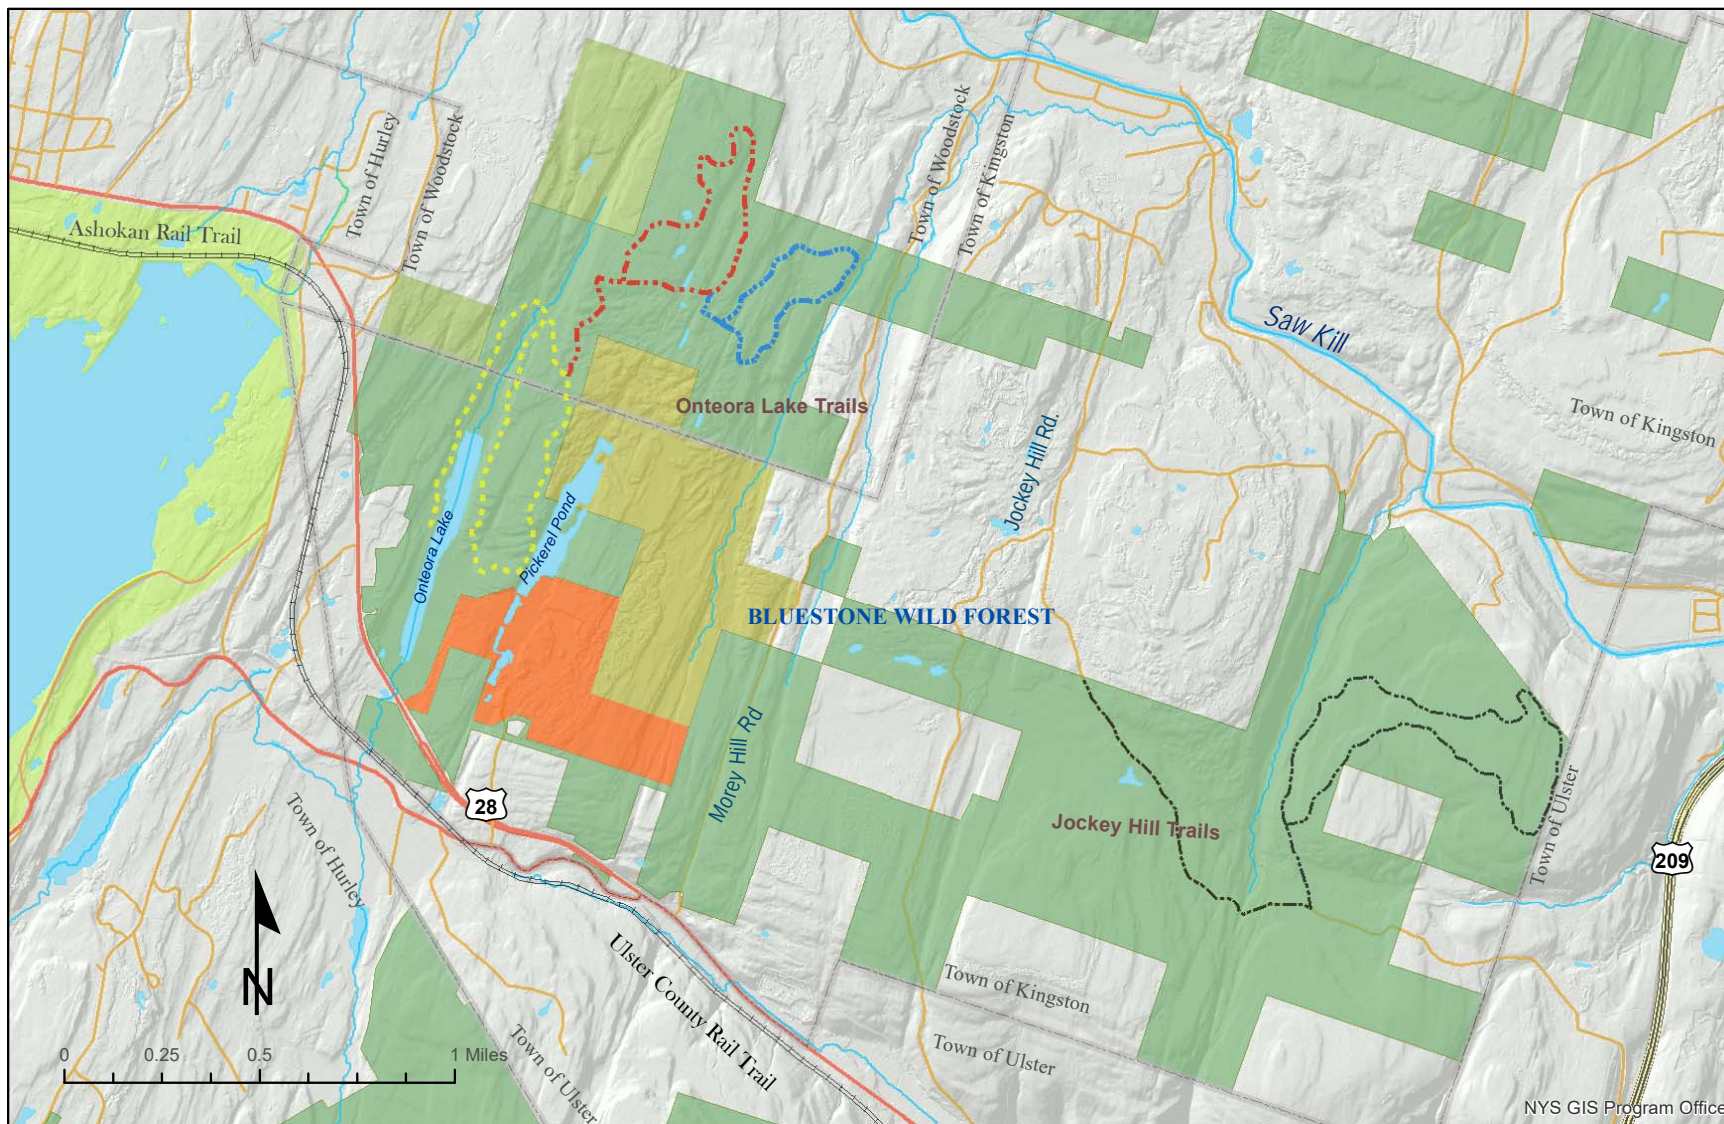 Town of Hurley
Town of Woodstock
Town of Woodstock
Town of Kingston
Ashokan Rail Trail
Saw Kill
Onteora Lake Trails
Town of Kingston
Jockey Hill Rd.
Pickerel Pond
Onteora Lake
BLUESTONE WILD FOREST
Morey Hill Rd
28
Jockey Hill Trails
Town of Ulster
209
Town of Hurley
N
Ulster County Rail Trail
Town of Kingston
Town of Ulster
Town of Ulster
0 0.25 0.5 1 Miles
NYS GIS Program Office